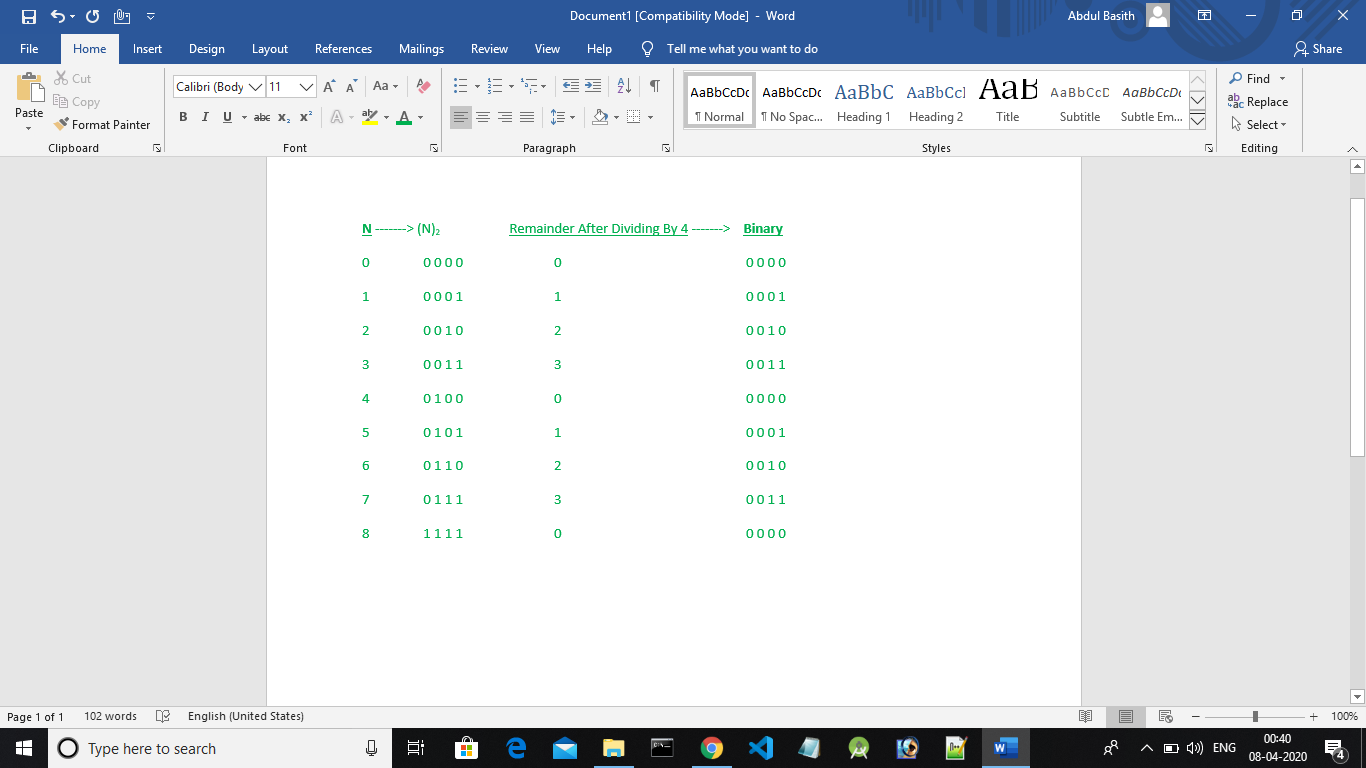 Document1 [Compatibility Mode] - Word
Abdul Basith
File Home Insert Design Layout References Mailings Review View Help Tell me what you want to do Share
Paste
Cut
Copy
Format Painter
Clipboard
Calibri (Body 11
Aa
B I U abc x₂ x²
A
Font
Paragraph
AaBbCcDc AaBbCcDc AaBbC AaBbCcI AaB AaBbCcD AaBbCcDc
¶ Normal ¶ No Spac... Heading 1 Heading 2 Title Subtitle Subtle Em...
Styles
Find
Replace
Select
Editing
N -------> (N)₂ Remainder After Dividing By 4 -------> Binary
0 0 0 0 0 0 0 0 0 0
1 0 0 0 1 1 0 0 0 1
2 0 0 1 0 2 0 0 1 0
3 0 0 1 1 3 0 0 1 1
4 0 1 0 0 0 0 0 0 0
5 0 1 0 1 1 0 0 0 1
6 0 1 1 0 2 0 0 1 0
7 0 1 1 1 3 0 0 1 1
8 1 1 1 1 0 0 0 0 0
Page 1 of 1 102 words English (United States) 100%
Type here to search
ENG
00:40
08-04-2020
4